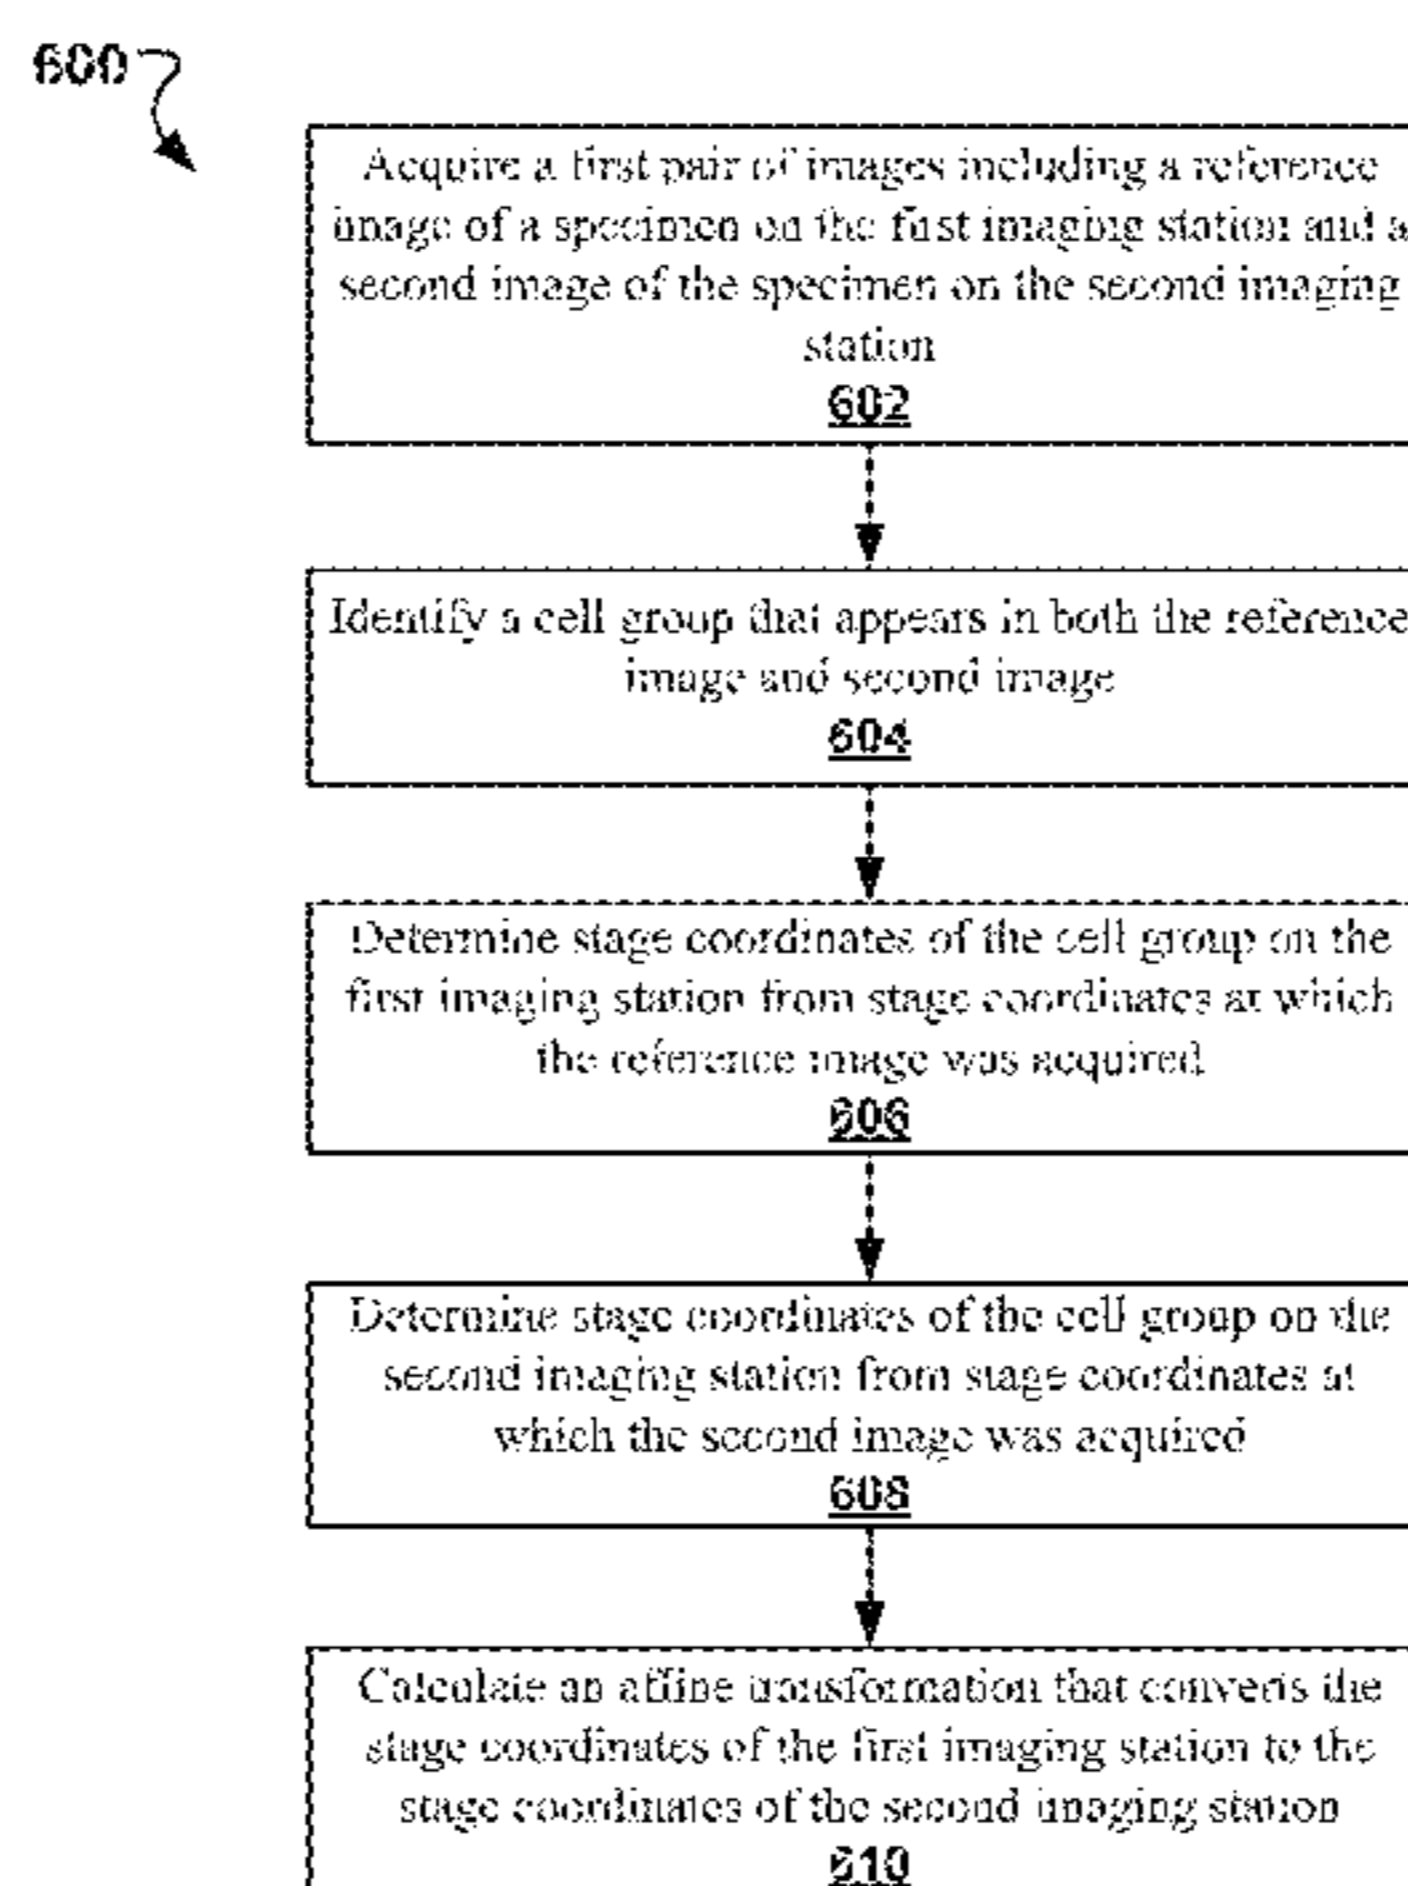 600
Acquire a first pair of images including a reference
image of a specimen on the first imaging station and a
second image of the specimen on the second imaging
station
602
Identify a cell group that appears in both the reference
image and second image
604
Determine stage coordinates of the cell group on the
first imaging station from stage coordinates at which
the reference image was acquired
606
Determine stage coordinates of the cell group on the
second imaging station from stage coordinates at
which the second image was acquired
608
Calculate an affine transformation that converts the
stage coordinates of the first imaging station to the
stage coordinates of the second imaging station
610